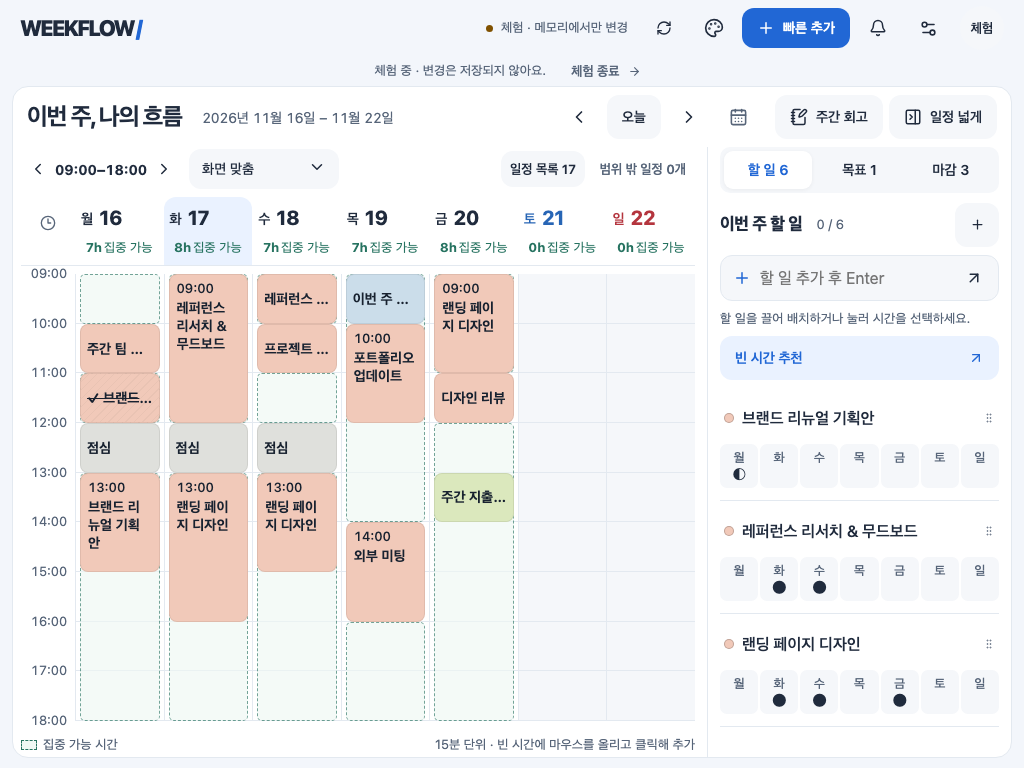 WEEKFLOW/
체험 · 메모리에서만 변경
빠른 추가
체험
체험 중 · 변경은 저장되지 않아요.
체험 종료 →
이번 주, 나의 흐름
2026년 11월 16일 – 11월 22일
오늘
주간 회고
일정 넓게
09:00–18:00
화면 맞춤
일정 목록 17
범위 밖 일정 0개
월 16
화 17
수 18
목 19
금 20
토 21
일 22
7h 집중 가능
8h 집중 가능
7h 집중 가능
7h 집중 가능
8h 집중 가능
0h 집중 가능
0h 집중 가능
09:00
10:00
11:00
12:00
13:00
14:00
15:00
16:00
17:00
18:00
주간 팀 ...
브랜드...
점심
13:00
브랜드 리
뉴얼 기획
안
09:00
레퍼런스
리서치 &
무드보드
점심
13:00
랜딩 페이
지 디자인
레퍼런스 ...
프로젝트 ...
점심
13:00
랜딩 페이
지 디자인
이번 주 ...
10:00
포트폴리오
업데이트
14:00
외부 미팅
09:00
랜딩 페이
지 디자인
디자인 리뷰
주간 지출...
집중 가능 시간
15분 단위 · 빈 시간에 마우스를 올리고 클릭해 추가
할 일 6
목표 1
마감 3
이번 주 할 일
0 / 6
할 일 추가 후 Enter
할 일을 끌어 배치하거나 눌러 시간을 선택하세요.
빈 시간 추천
브랜드 리뉴얼 기획안
월 화 수 목 금 토 일
레퍼런스 리서치 & 무드보드
월 화 수 목 금 토 일
랜딩 페이지 디자인
월 화 수 목 금 토 일